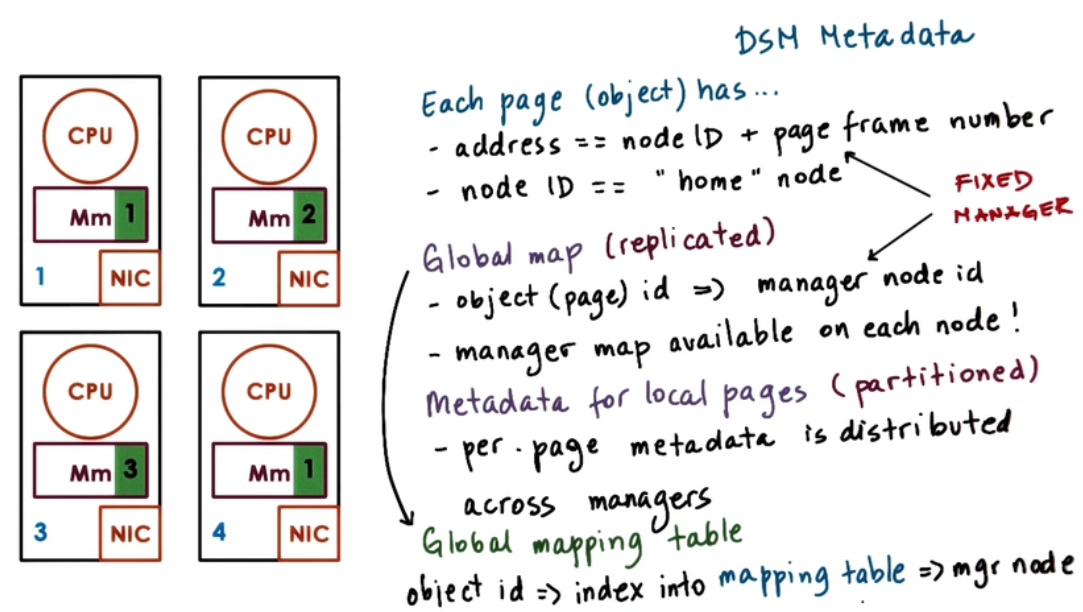 DSM Metadata
Each page (object) has...
- address == node ID + page frame number
- node ID == "home" node
FIXED
MANAGER
Global map (replicated)
- object (page) id => manager node id
- manager map available on each node!
Metadata for local pages (partitioned)
- per.page metadata is distributed
across managers
Global mapping table
object id => index into mapping table => mgr node
CPU
Mm 1
1 NIC
CPU
Mm 2
2 NIC
CPU
Mm 3
3 NIC
CPU
Mm 1
4 NIC